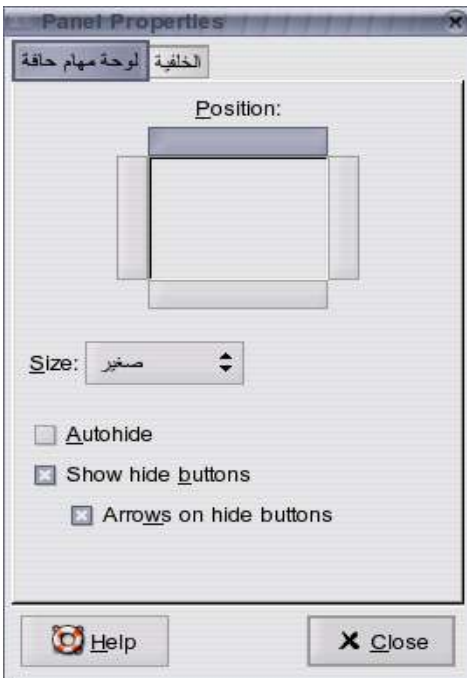 Panel Properties
لوحة مهام حافة
الخلفية
Position:
Size: صغير
Autohide
Show hide buttons
Arrows on hide buttons
Help
Close